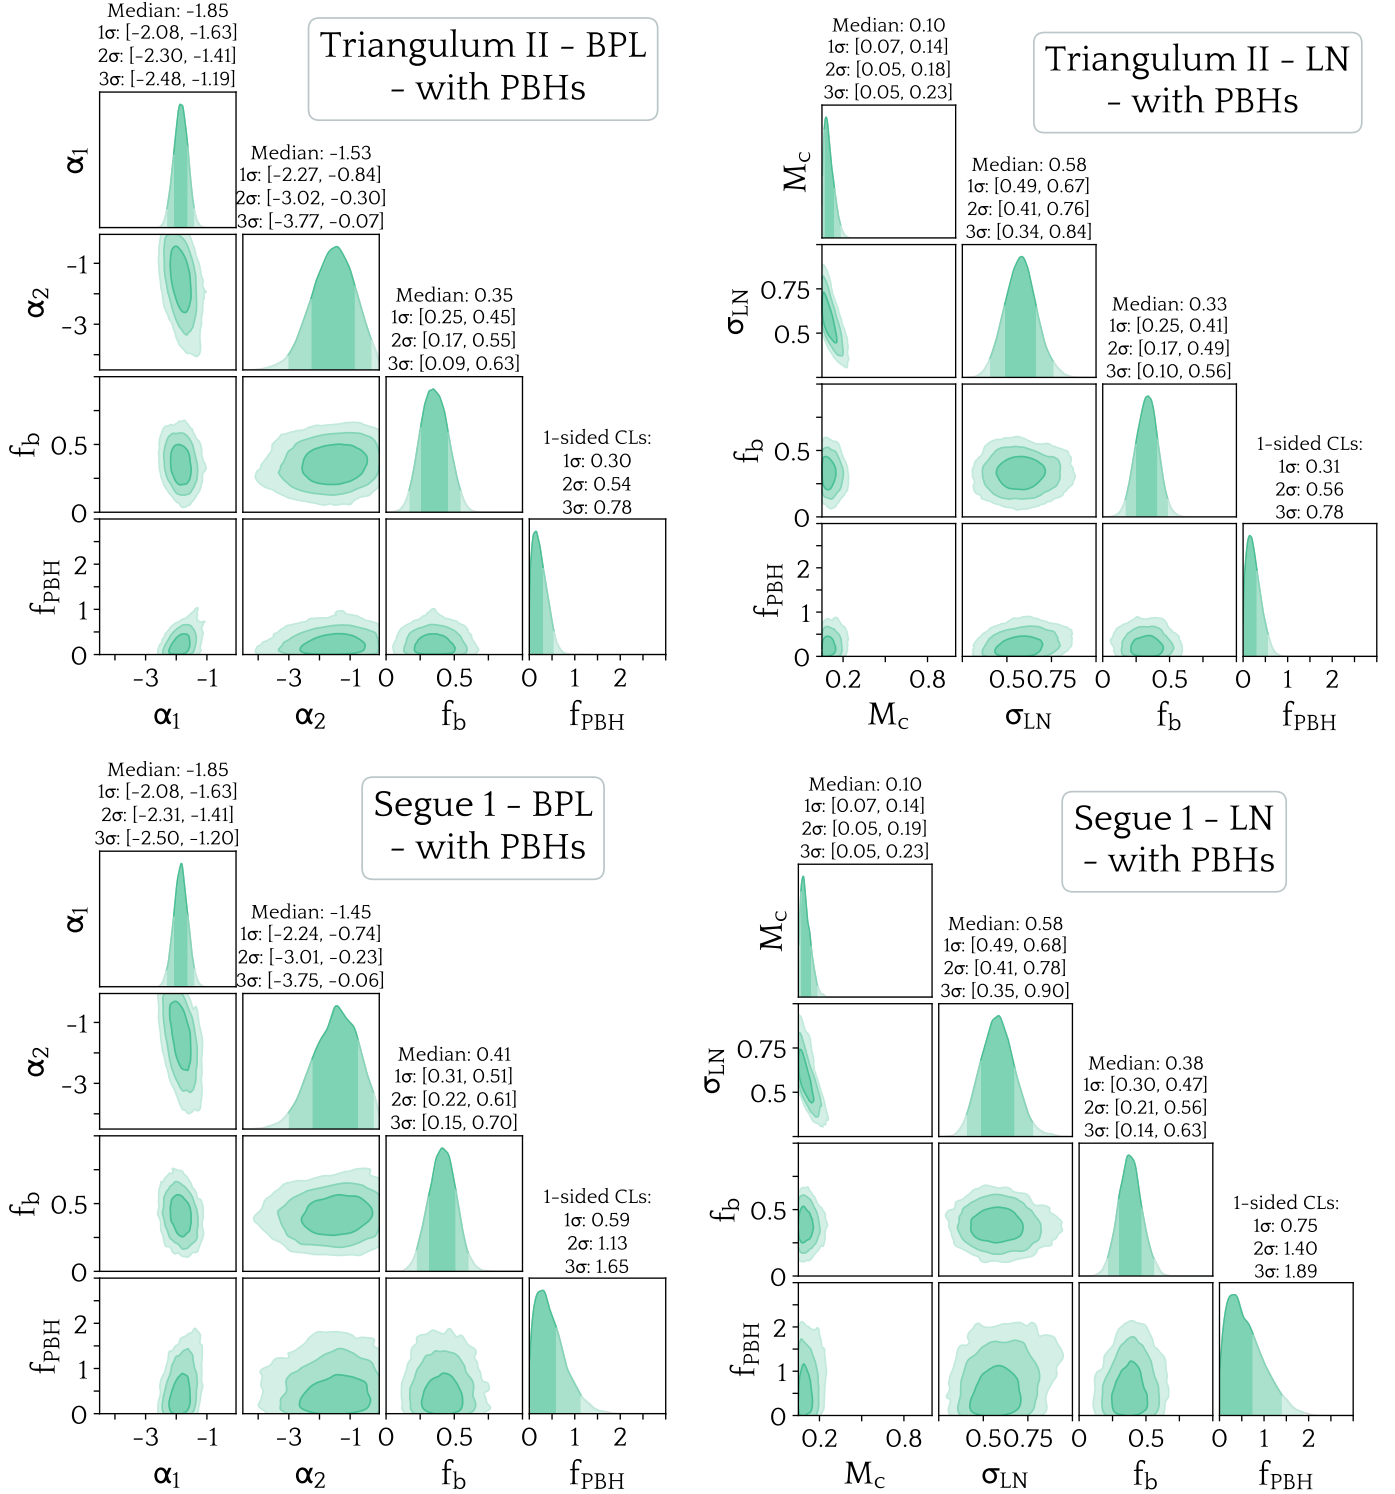 Median: -1.85
1σ: [-2.08, -1.63]
2σ: [-2.30, -1.41]
3σ: [-2.48, -1.19]
Triangulum II - BPL
- with PBHs
α1
Median: -1.53
1σ: [-2.27, -0.84]
2σ: [-3.02, -0.30]
3σ: [-3.77, -0.07]
-1
-3
α2
Median: 0.35
1σ: [0.25, 0.45]
2σ: [0.17, 0.55]
3σ: [0.09, 0.63]
0.5
0
fb
1-sided CLs:
1σ: 0.30
2σ: 0.54
3σ: 0.78
2
1
0
fPBH
-3 -1
-3 -1
0 0.5
0 1 2
α1 α2 fb fPBH
Median: 0.10
1σ: [0.07, 0.14]
2σ: [0.05, 0.18]
3σ: [0.05, 0.23]
Triangulum II - LN
- with PBHs
Mc
Median: 0.58
1σ: [0.49, 0.67]
2σ: [0.41, 0.76]
3σ: [0.34, 0.84]
0.75
0.5
σLN
Median: 0.33
1σ: [0.25, 0.41]
2σ: [0.17, 0.49]
3σ: [0.10, 0.56]
0.5
0
fb
1-sided CLs:
1σ: 0.31
2σ: 0.56
3σ: 0.78
2
1
0
fPBH
0.2 0.8
0.5 0.75
0 0.5
0 1 2
Mc σLN fb fPBH
Median: -1.85
1σ: [-2.08, -1.63]
2σ: [-2.31, -1.41]
3σ: [-2.50, -1.20]
Segue 1 - BPL
- with PBHs
α1
Median: -1.45
1σ: [-2.24, -0.74]
2σ: [-3.01, -0.23]
3σ: [-3.75, -0.06]
-1
-3
α2
Median: 0.41
1σ: [0.31, 0.51]
2σ: [0.22, 0.61]
3σ: [0.15, 0.70]
0.5
0
fb
1-sided CLs:
1σ: 0.59
2σ: 1.13
3σ: 1.65
2
1
0
fPBH
-3 -1
-3 -1
0 0.5
0 1 2
α1 α2 fb fPBH
Median: 0.10
1σ: [0.07, 0.14]
2σ: [0.05, 0.19]
3σ: [0.05, 0.23]
Segue 1 - LN
- with PBHs
Mc
Median: 0.58
1σ: [0.49, 0.68]
2σ: [0.41, 0.78]
3σ: [0.35, 0.90]
0.75
0.5
σLN
Median: 0.38
1σ: [0.30, 0.47]
2σ: [0.21, 0.56]
3σ: [0.14, 0.63]
0.5
0
fb
1-sided CLs:
1σ: 0.75
2σ: 1.40
3σ: 1.89
2
1
0
fPBH
0.2 0.8
0.5 0.75
0 0.5
0 1 2
Mc σLN fb fPBH